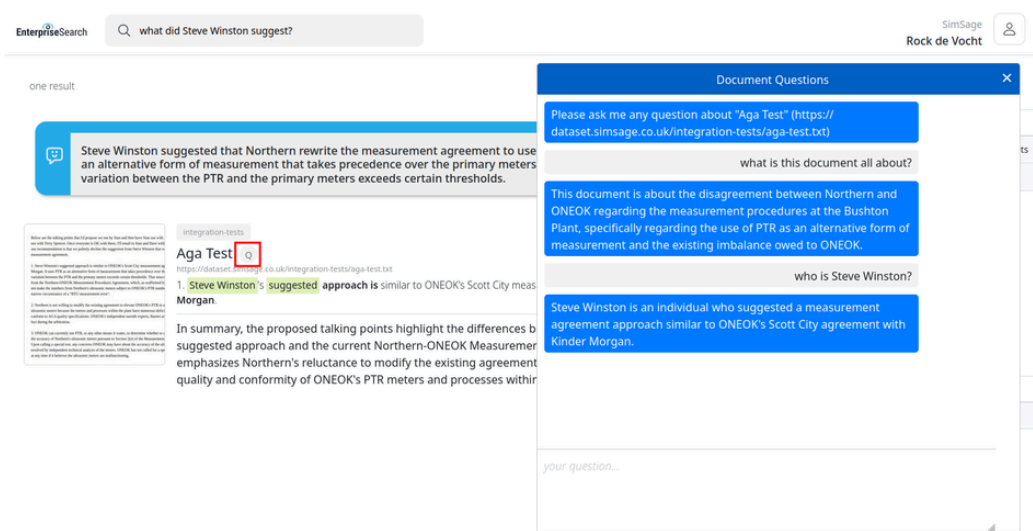 EnterpriseSearch
what did Steve Winston suggest?
SimSage
Rock de Vocht
one result
Steve Winston suggested that Northern rewrite the measurement agreement to use
an alternative form of measurement that takes precedence over the primary meters
variation between the PTR and the primary meters exceeds certain thresholds.
integration-tests
Aga Test Q
https://dataset.simsage.co.uk/integration-tests/aga-test.txt
1. Steve Winston's suggested approach is similar to ONEOK's Scott City meas
Morgan.
In summary, the proposed talking points highlight the differences b
suggested approach and the current Northern-ONEOK Measuremer
emphasizes Northern's reluctance to modify the existing agreement
quality and conformity of ONEOK's PTR meters and processes withir
Document Questions
Please ask me any question about "Aga Test" (https://
dataset.simsage.co.uk/integration-tests/aga-test.txt)
what is this document all about?
This document is about the disagreement between Northern and
ONEOK regarding the measurement procedures at the Bushton
Plant, specifically regarding the use of PTR as an alternative form of
measurement and the existing imbalance owed to ONEOK.
who is Steve Winston?
Steve Winston is an individual who suggested a measurement
agreement approach similar to ONEOK's Scott City agreement with
Kinder Morgan.
your question...
ts